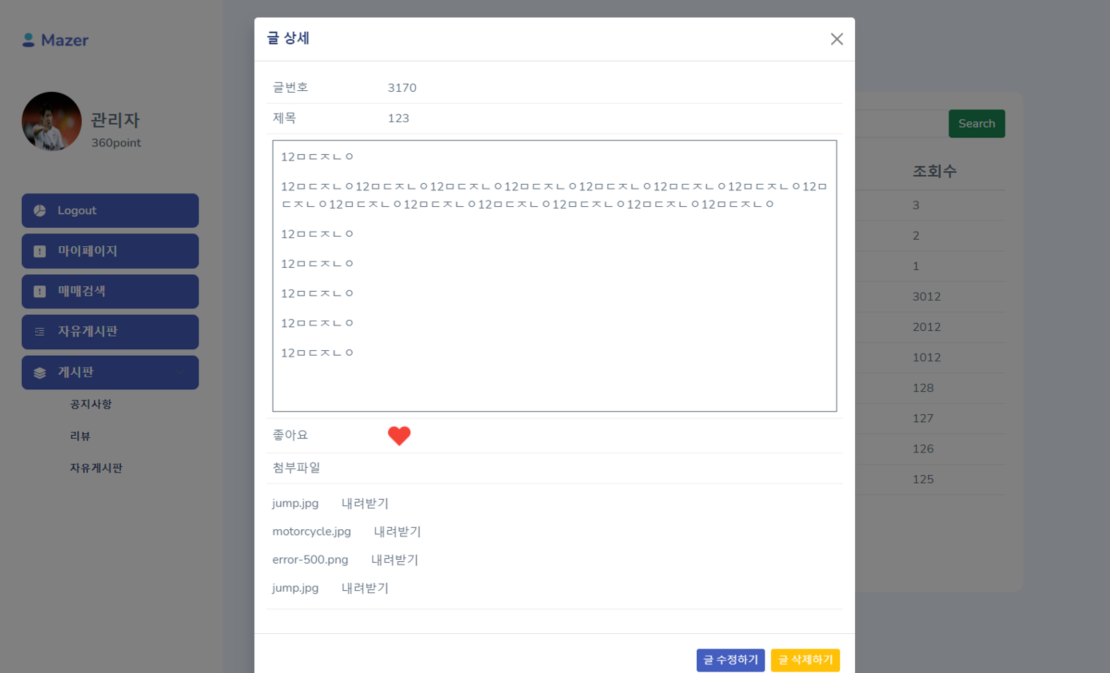 Mazer
관리자
360point
Logout
마이페이지
매매검색
자유게시판
게시판
공지사항
리뷰
자유게시판
글 상세
글번호 3170
제목 123
12ㅁㄷㅈㄴㅇ
12ㅁㄷㅈㄴㅇ12ㅁㄷㅈㄴㅇ12ㅁㄷㅈㄴㅇ12ㅁㄷㅈㄴㅇ12ㅁㄷㅈㄴㅇ12ㅁㄷㅈㄴㅇ12ㅁㄷㅈㄴㅇ12ㅁ
ㄷㅈㄴㅇ12ㅁㄷㅈㄴㅇ12ㅁㄷㅈㄴㅇ12ㅁㄷㅈㄴㅇ12ㅁㄷㅈㄴㅇ12ㅁㄷㅈㄴㅇ12ㅁㄷㅈㄴㅇ
12ㅁㄷㅈㄴㅇ
12ㅁㄷㅈㄴㅇ
12ㅁㄷㅈㄴㅇ
12ㅁㄷㅈㄴㅇ
12ㅁㄷㅈㄴㅇ
좋아요
첨부파일
jump.jpg 내려받기
motorcycle.jpg 내려받기
error-500.png 내려받기
jump.jpg 내려받기
글 수정하기 글 삭제하기
Search
조회수
3
2
1
3012
2012
1012
128
127
126
125